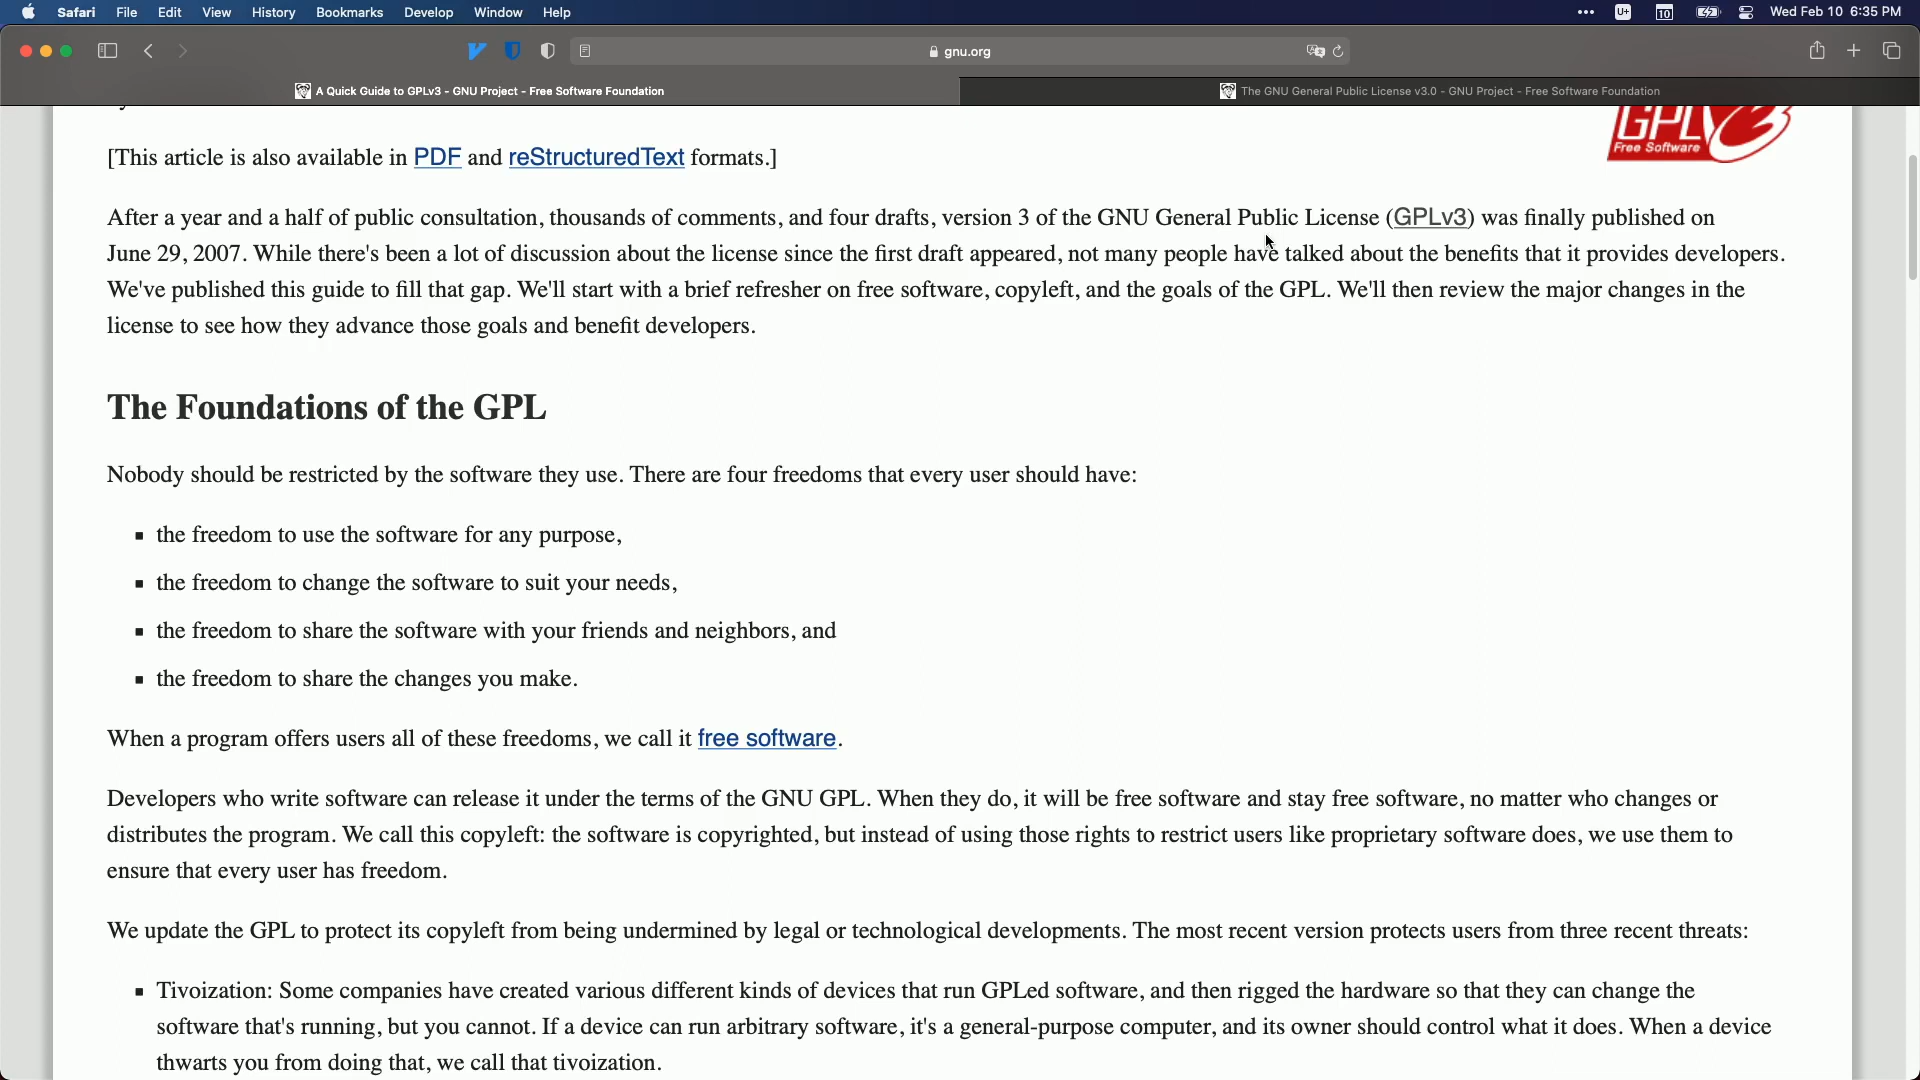 Safari File Edit View History Bookmarks Develop Window Help
U+ 10 Wed Feb 10 6:35 PM
gnu.org
A Quick Guide to GPLv3 - GNU Project - Free Software Foundation
The GNU General Public License v3.0 - GNU Project - Free Software Foundation
GPLv3
Free Software
[This article is also available in PDF and reStructuredText formats.]
After a year and a half of public consultation, thousands of comments, and four drafts, version 3 of the GNU General Public License (GPLv3) was finally published on
June 29, 2007. While there's been a lot of discussion about the license since the first draft appeared, not many people have talked about the benefits that it provides developers.
We've published this guide to fill that gap. We'll start with a brief refresher on free software, copyleft, and the goals of the GPL. We'll then review the major changes in the
license to see how they advance those goals and benefit developers.
The Foundations of the GPL
Nobody should be restricted by the software they use. There are four freedoms that every user should have:
▪ the freedom to use the software for any purpose,
▪ the freedom to change the software to suit your needs,
▪ the freedom to share the software with your friends and neighbors, and
▪ the freedom to share the changes you make.
When a program offers users all of these freedoms, we call it free software.
Developers who write software can release it under the terms of the GNU GPL. When they do, it will be free software and stay free software, no matter who changes or
distributes the program. We call this copyleft: the software is copyrighted, but instead of using those rights to restrict users like proprietary software does, we use them to
ensure that every user has freedom.
We update the GPL to protect its copyleft from being undermined by legal or technological developments. The most recent version protects users from three recent threats:
▪ Tivoization: Some companies have created various different kinds of devices that run GPLed software, and then rigged the hardware so that they can change the
software that's running, but you cannot. If a device can run arbitrary software, it's a general-purpose computer, and its owner should control what it does. When a device
thwarts you from doing that, we call that tivoization.